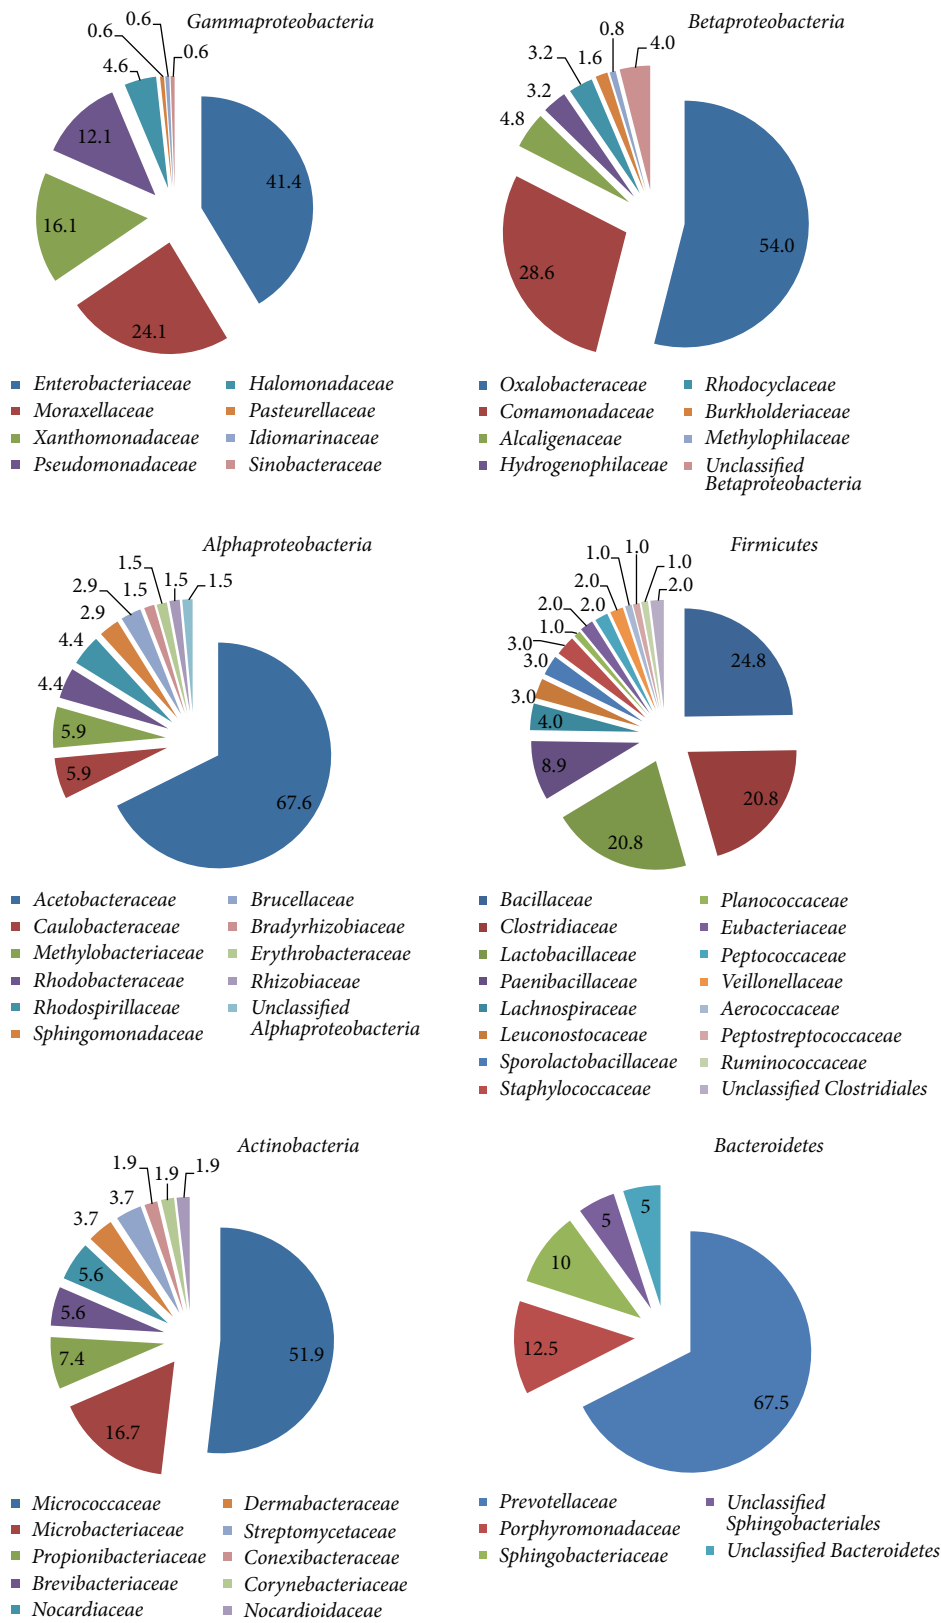 Gammaproteobacteria
0.6
0.6
0.6
4.6
12.1
41.4
16.1
24.1
Enterobacteriaceae
Moraxellaceae
Xanthomonadaceae
Pseudomonadaceae
Halomonadaceae
Pasteurellaceae
Idiomarinaceae
Sinobacteraceae
Betaproteobacteria
0.8
4.0
1.6
3.2
3.2
4.8
54.0
28.6
Oxalobacteraceae
Comamonadaceae
Alcaligenaceae
Hydrogenophilaceae
Rhodocyclaceae
Burkholderiaceae
Methylophilaceae
Unclassified
Betaproteobacteria
Alphaproteobacteria
1.5
1.5
1.5
1.5
2.9
2.9
4.4
4.4
5.9
5.9
67.6
Acetobacteraceae
Caulobacteraceae
Methylobacteriaceae
Rhodobacteraceae
Rhodospirillaceae
Sphingomonadaceae
Brucellaceae
Bradyrhizobiaceae
Erythrobacteraceae
Rhizobiaceae
Unclassified
Alphaproteobacteria
Firmicutes
1.0
1.0
1.0
2.0
2.0
2.0
2.0
1.0
3.0
3.0
3.0
4.0
8.9
24.8
20.8
20.8
Bacillaceae
Clostridiaceae
Lactobacillaceae
Paenibacillaceae
Lachnospiraceae
Leuconostocaceae
Sporolactobacillaceae
Staphylococcaceae
Planococcaceae
Eubacteriaceae
Peptococcaceae
Veillonellaceae
Aerococcaceae
Peptostreptococcaceae
Ruminococcaceae
Unclassified Clostridiales
Actinobacteria
1.9
1.9
1.9
3.7
3.7
5.6
5.6
7.4
16.7
51.9
Micrococcaceae
Microbacteriaceae
Propionibacteriaceae
Brevibacteriaceae
Nocardiaceae
Dermabacteraceae
Streptomycetaceae
Conexibacteraceae
Corynebacteriaceae
Nocardioidaceae
Bacteroidetes
5
5
10
12.5
67.5
Prevotellaceae
Porphyromonadaceae
Sphingobacteriaceae
Unclassified
Sphingobacteriales
Unclassified Bacteroidetes